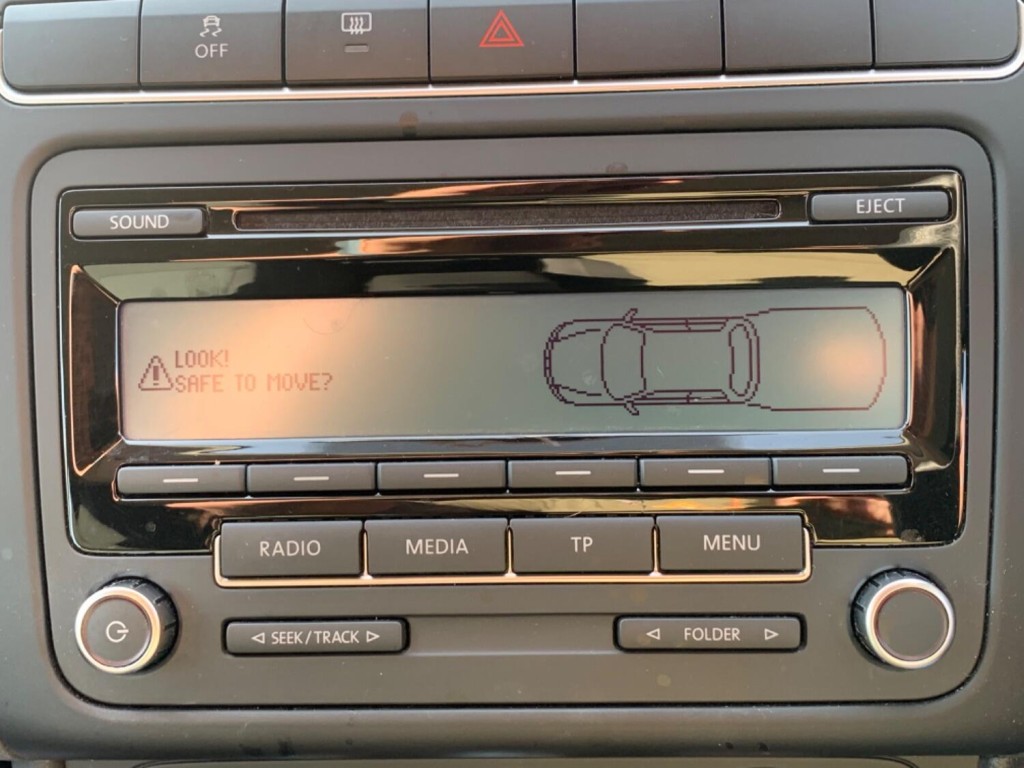 OFF
SOUND
EJECT
LOOK!
SAFE TO MOVE?
RADIO MEDIA TP MENU
SEEK/TRACK FOLDER